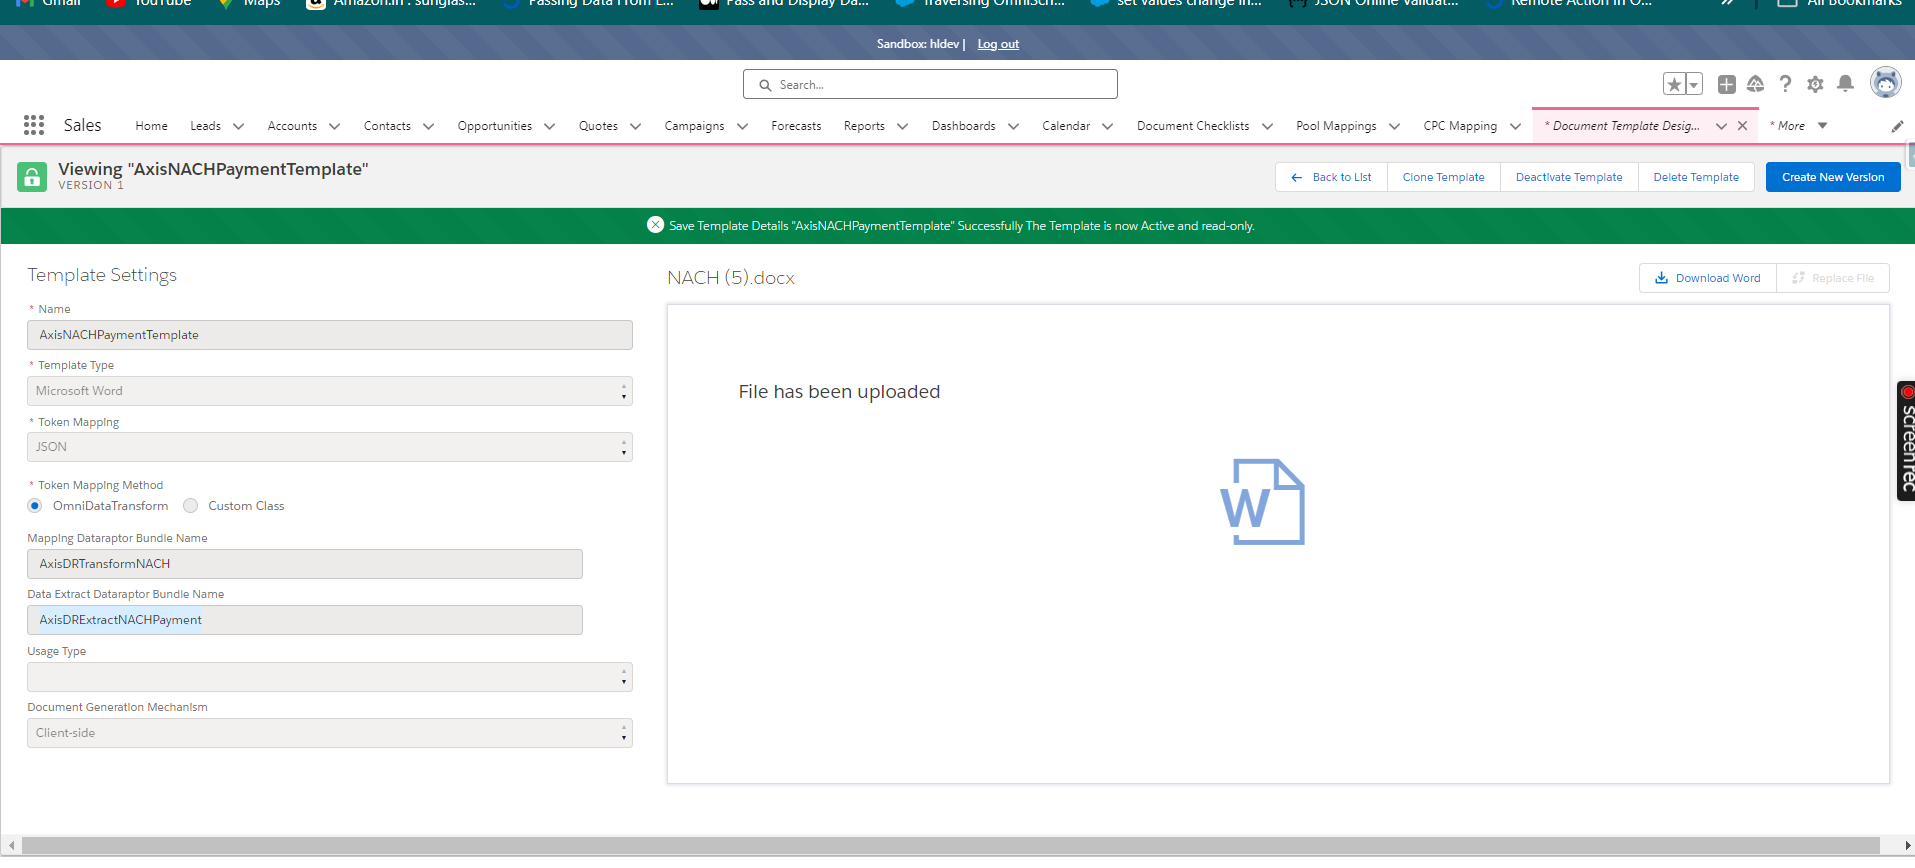 Gmail YouTube Maps Amazon.in : sunglas... Passing Data From E... Pass and Display Da... Traversing OmniScri... set values change in... JSON Online Validat... Remote Action in O... » All Bookmarks
Sandbox: hldev | Log out
Search...
Sales Home Leads Accounts Contacts Opportunities Quotes Campaigns Forecasts Reports Dashboards Calendar Document Checklists Pool Mappings CPC Mapping * Document Template Desig... * More
Viewing "AxisNACHPaymentTemplate"
VERSION 1
Back to List Clone Template Deactivate Template Delete Template Create New Version
Save Template Details "AxisNACHPaymentTemplate" Successfully The Template is now Active and read-only.
Template Settings
* Name
AxisNACHPaymentTemplate
* Template Type
Microsoft Word
* Token Mapping
JSON
* Token Mapping Method
OmniDataTransform Custom Class
Mapping Dataraptor Bundle Name
AxisDRTransformNACH
Data Extract Dataraptor Bundle Name
AxisDRExtractNACHPayment
Usage Type
Document Generation Mechanism
Client-side
NACH (5).docx
Download Word Replace File
File has been uploaded
W
screenrec